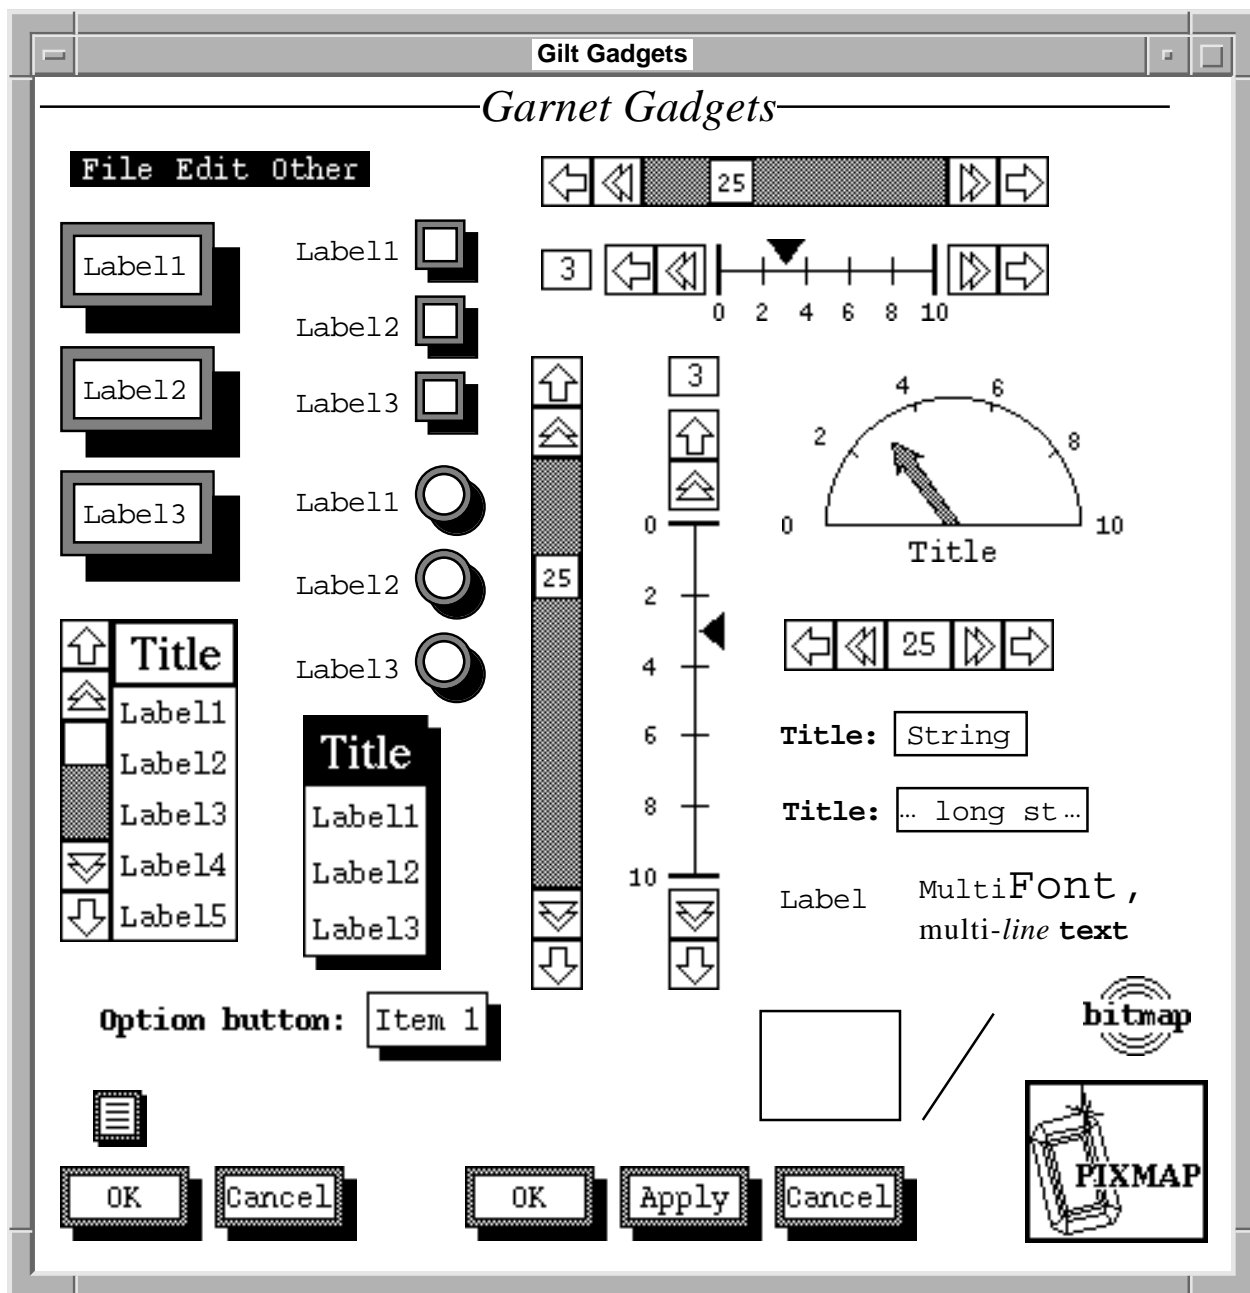 Gilt Gadgets
Garnet Gadgets
File Edit Other
25
Label1
Label2
Label3
Label1
Label2
Label3
Label1
Label2
Label3
3
0 2 4 6 8 10
25
3
0
2
4
6
8
10
0
2
4
6
8
10
Title
25
Title
Label1
Label2
Label3
Label4
Label5
Title
Label1
Label2
Label3
Title: String
Title: ... long st ...
Label
MultiFont,
multi-line text
Option button: Item 1
bitmap
PIXMAP
OK Cancel
OK Apply Cancel